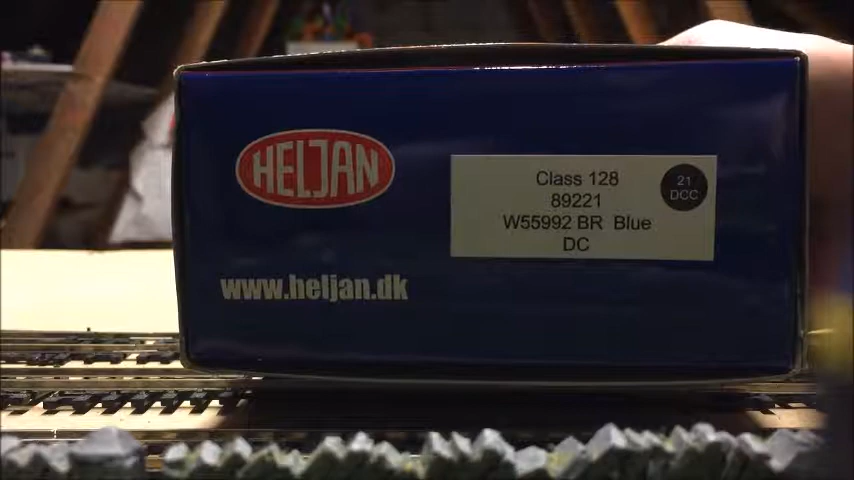 HELJAN
Class 128
89221
W55992 BR Blue
DC
21
DCC
www.heljan.dk